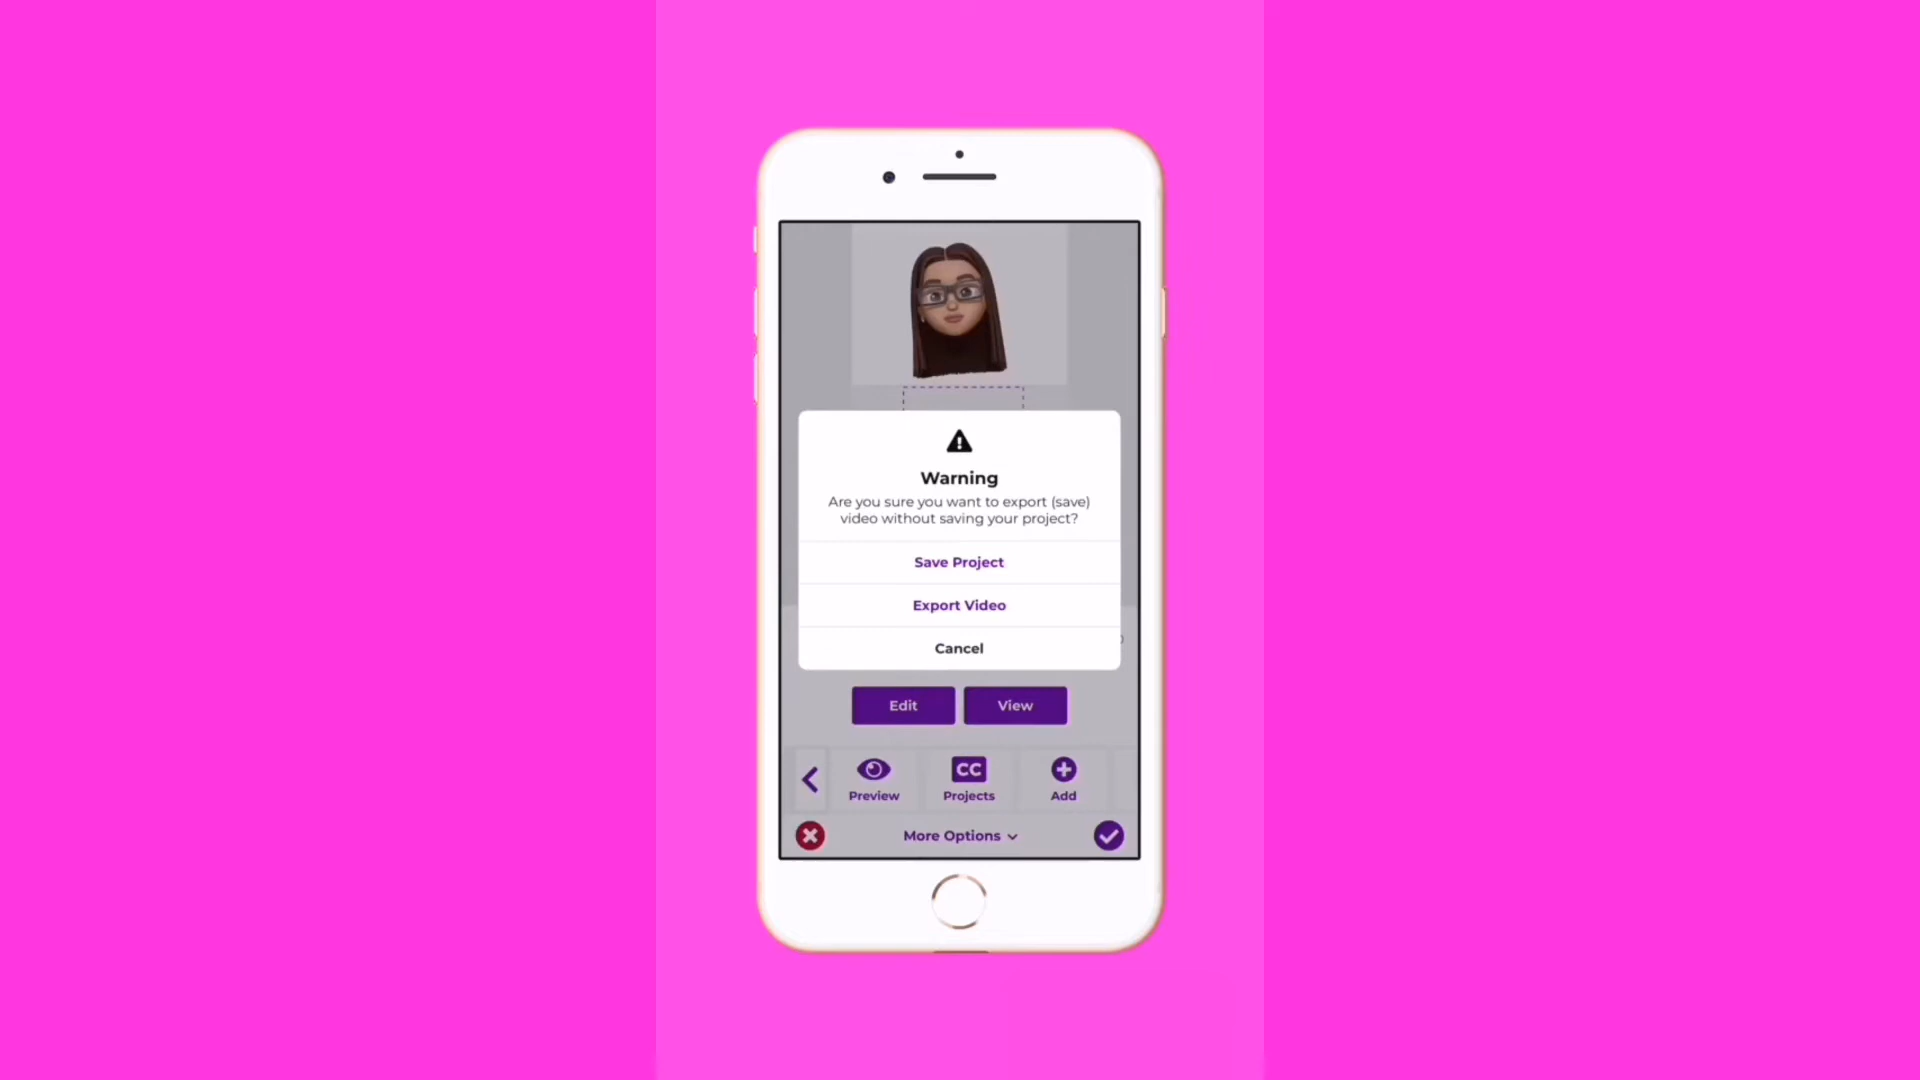 Warning
Are you sure you want to export (save)
video without saving your project?
Save Project
Export Video
Cancel
Edit
View
CC
Preview
Projects
Add
More Options